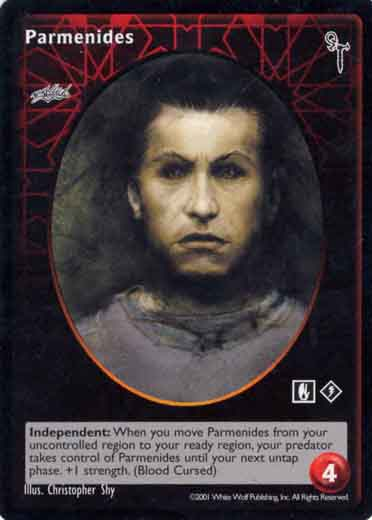 Parmenides
Independent: When you move Parmenides from your
uncontrolled region to your ready region, your predator
takes control of Parmenides until your next untap
phase. +1 strength. (Blood Cursed)
4
Illus. Christopher Shy
©2001 White Wolf Publishing, Inc. All Rights Reserved.